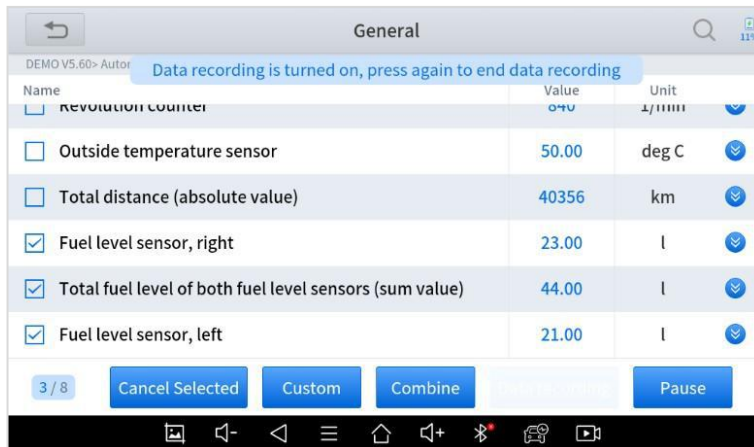 General
11%
DEMO V5.60> Autor
Data recording is turned on, press again to end data recording
Name Value Unit
Revolution counter 840 1/min
Outside temperature sensor 50.00 deg C
Total distance (absolute value) 40356 km
Fuel level sensor, right 23.00 l
Total fuel level of both fuel level sensors (sum value) 44.00 l
Fuel level sensor, left 21.00 l
3 / 8 Cancel Selected Custom Combine Pause